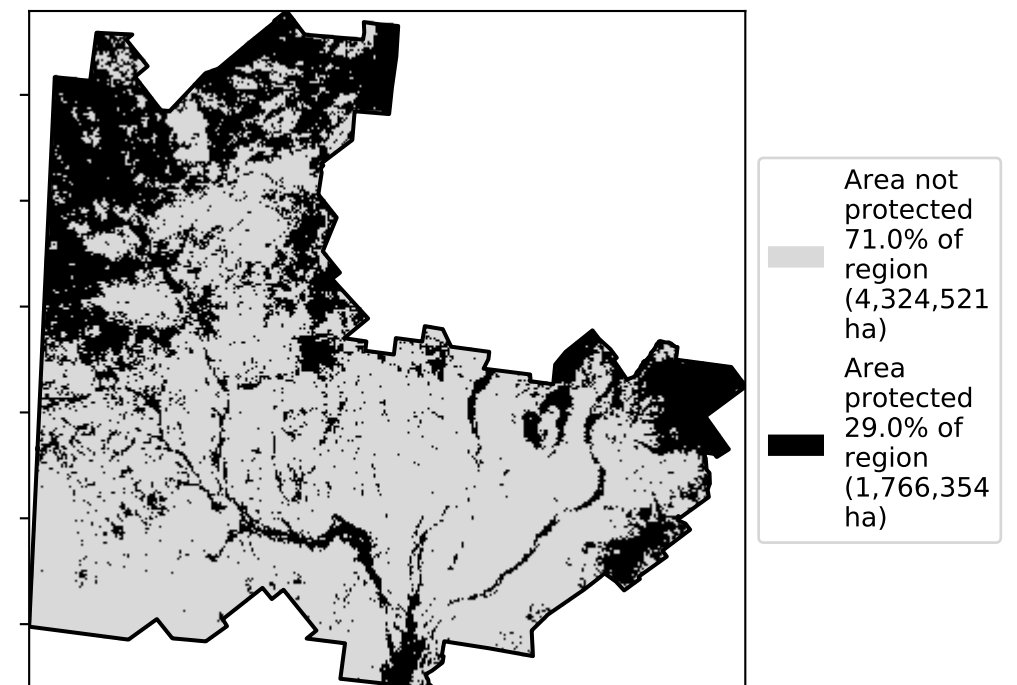 Area not
protected
71.0% of
region
(4,324,521
ha)
Area
protected
29.0% of
region
(1,766,354
ha)